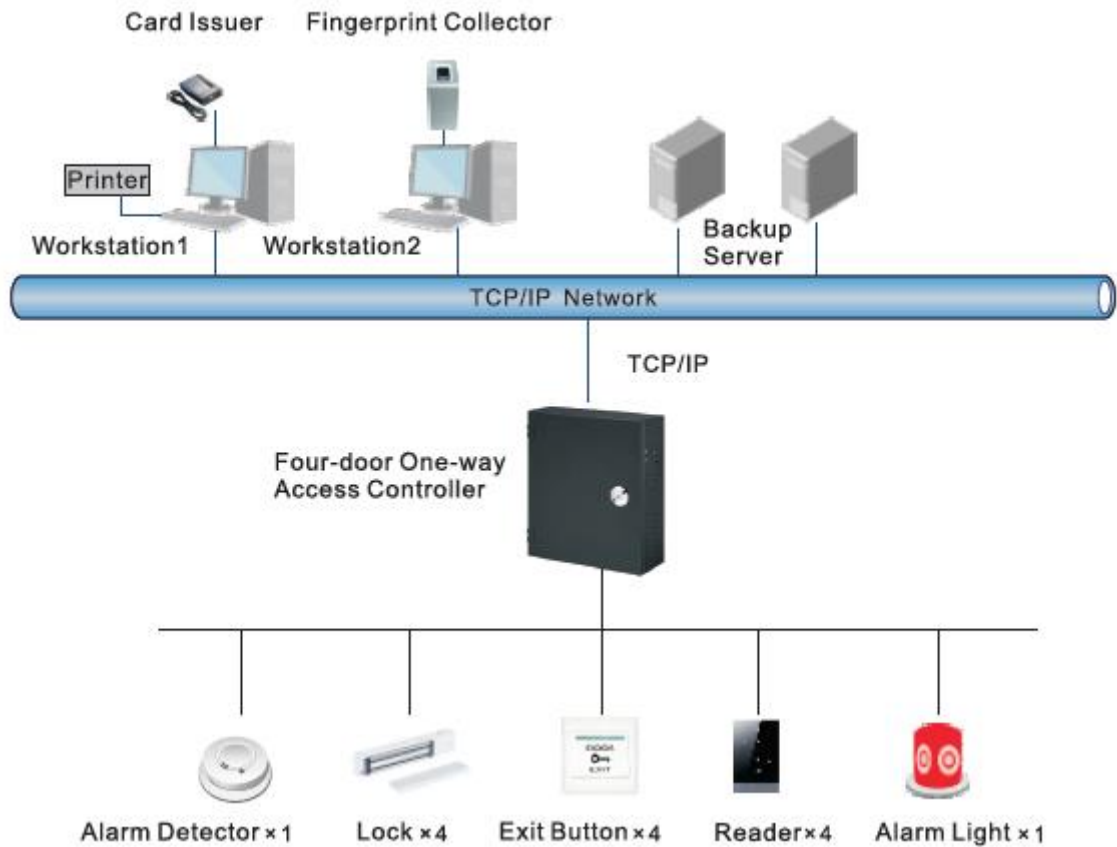 Card Issuer
Fingerprint Collector
Printer
Workstation1
Workstation2
Backup
Server
TCP/IP Network
TCP/IP
Four-door One-way
Access Controller
EXIT
Alarm Detector×1
Lock ×4
Exit Button×4
Reader×4
Alarm Light ×1